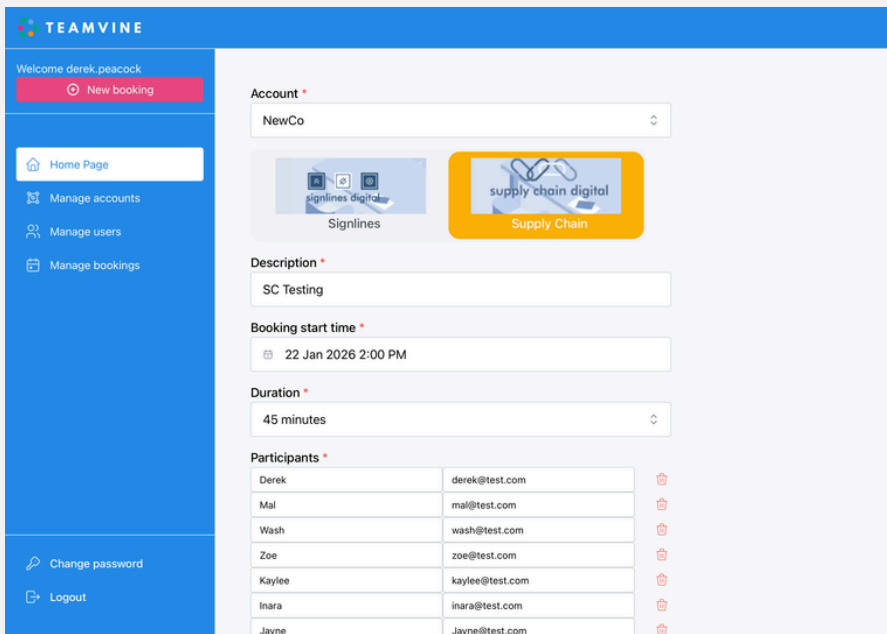 TEAMVINE
Welcome derek.peacock
New booking
Home Page
Manage accounts
Manage users
Manage bookings
Change password
Logout
Account *
NewCo
signlines digital
Signlines
supply chain digital
Supply Chain
Description *
SC Testing
Booking start time *
22 Jan 2026 2:00 PM
Duration *
45 minutes
Participants *
Derek derek@test.com
Mal mal@test.com
Wash wash@test.com
Zoe zoe@test.com
Kaylee kaylee@test.com
Inara inara@test.com
Jayne Jayne@test.com